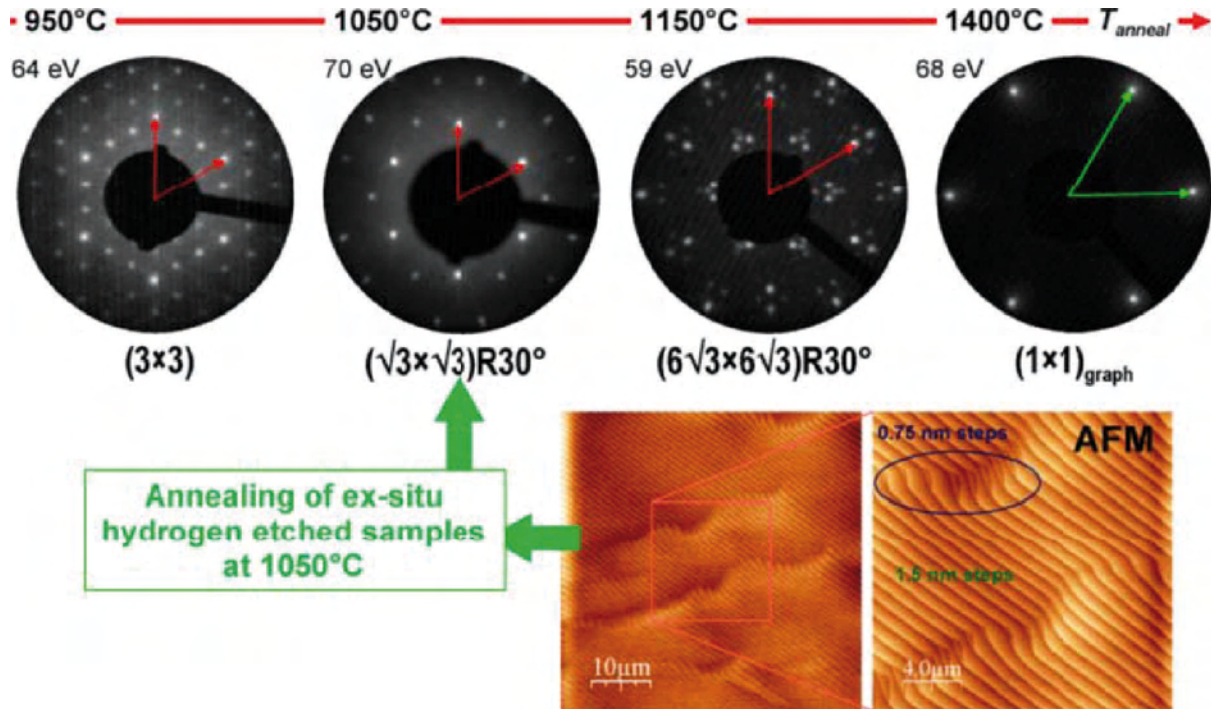 950°C 1050°C 1150°C 1400°C T_anneal
64 eV 70 eV 59 eV 68 eV
(3×3) (√3×√3)R30° (6√3×6√3)R30° (1×1)graph
Annealing of ex-situ
hydrogen etched samples
at 1050°C
0.75 nm steps
AFM
1.5 nm steps
10μm
4.0μm